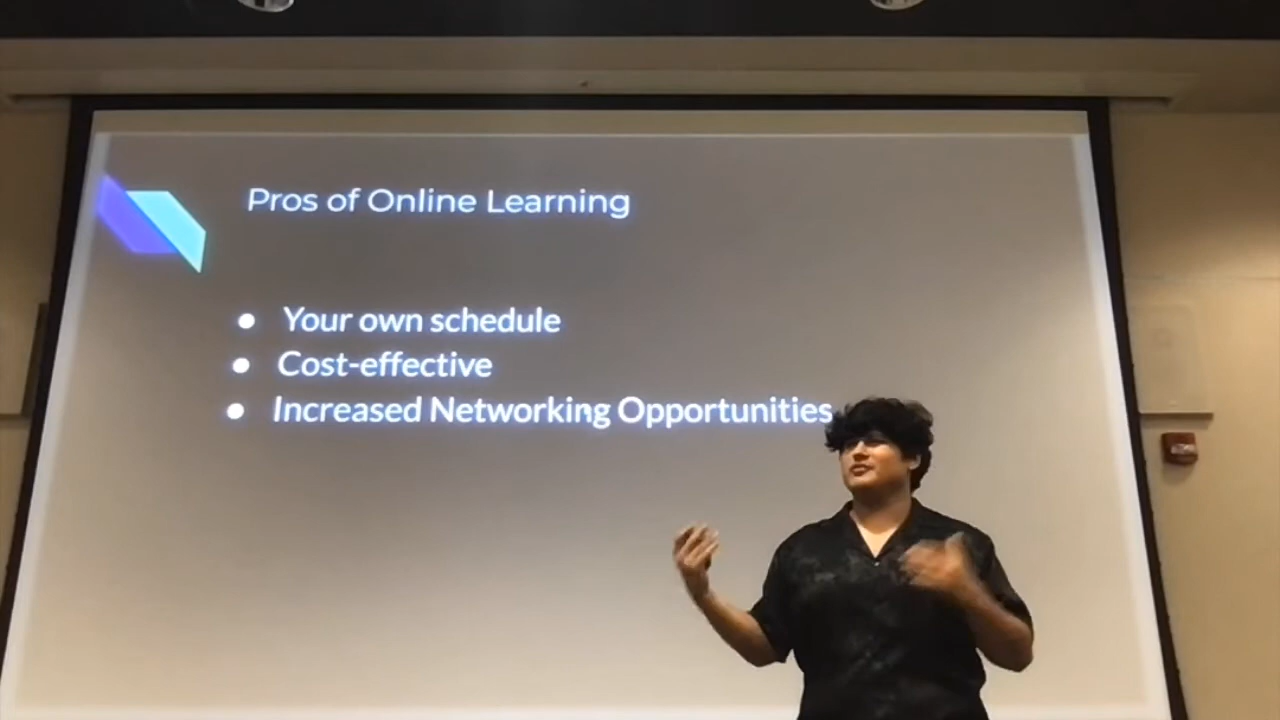 Pros of Online Learning
● Your own schedule
● Cost-effective
● Increased Networking Opportunities